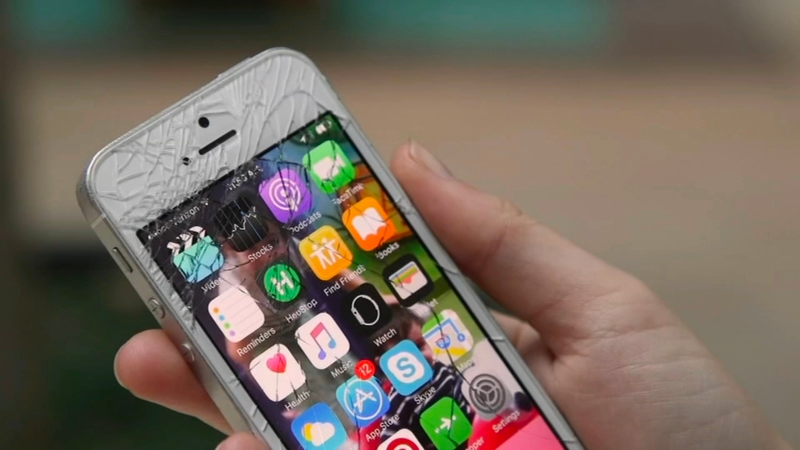 Videos
Stocks
Podcasts
FaceTime
Reminders
Find Friends
iBooks
Health
Music
Watch
12
App Store
Skype
Settings